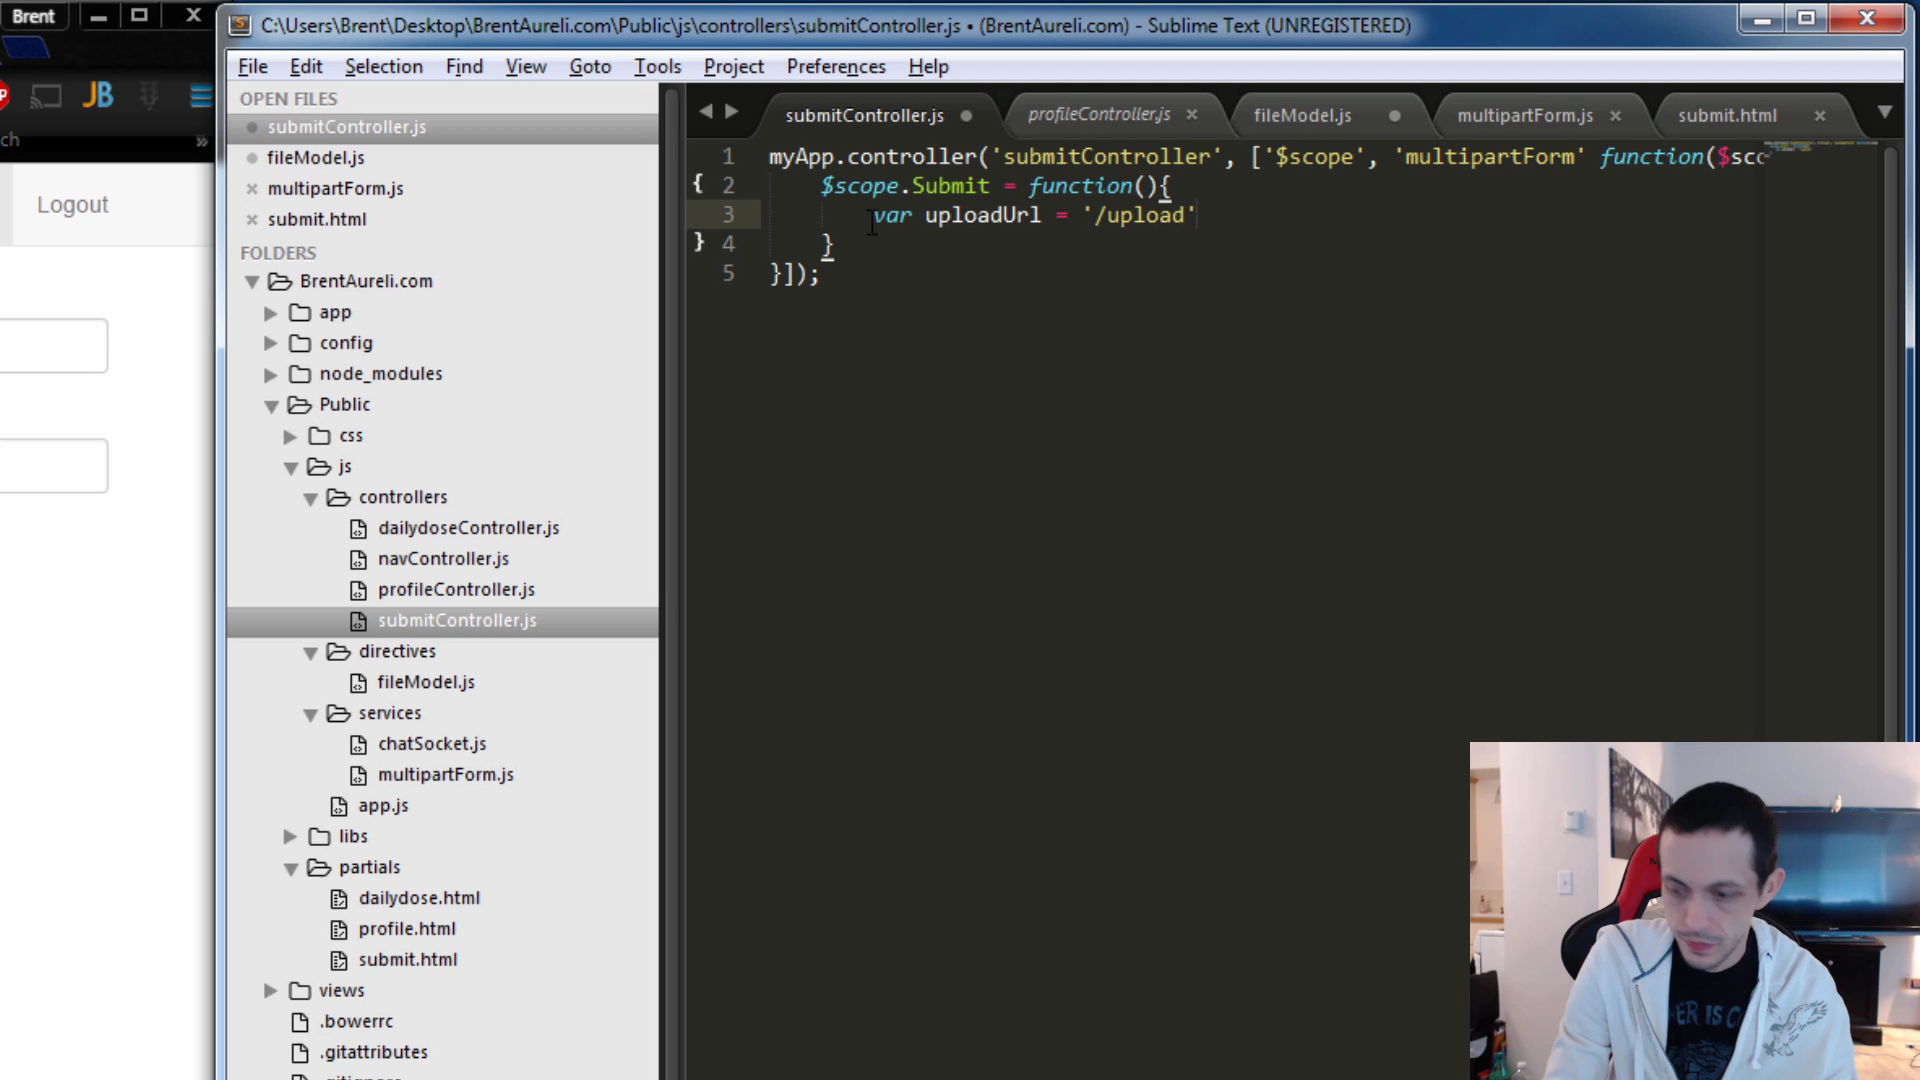 Brent
C:\Users\Brent\Desktop\BrentAureli.com\Public\js\controllers\submitController.js • (BrentAureli.com) - Sublime Text (UNREGISTERED)
File Edit Selection Find View Goto Tools Project Preferences Help
JB
ch »
Logout
OPEN FILES
submitController.js
fileModel.js
multipartForm.js
submit.html
FOLDERS
BrentAureli.com
app
config
node_modules
Public
css
js
controllers
dailydoseController.js
navController.js
profileController.js
submitController.js
directives
fileModel.js
services
chatSocket.js
multipartForm.js
app.js
libs
partials
dailydose.html
profile.html
submit.html
views
.bowerrc
.gitattributes
submitController.js profileController.js fileModel.js multipartForm.js submit.html
1 myApp.controller('submitController', ['$scope', 'multipartForm' function($sco
{ 2 $scope.Submit = function(){
3 var uploadUrl = '/upload'
} 4 }
5 }]);